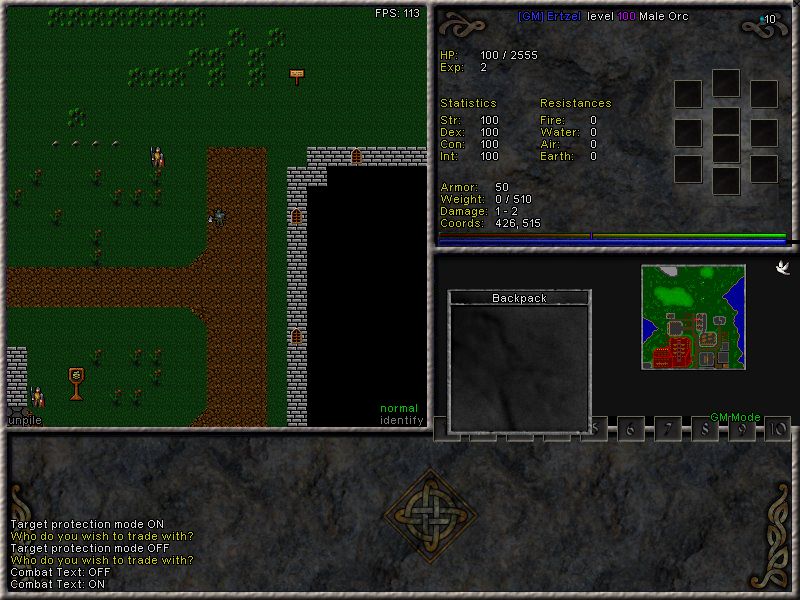 FPS: 113
[GM] Ertzel level 100 Male Orc
10
HP: 100 / 2555
Exp: 2
Statistics Resistances
Str: 100 Fire: 0
Dex: 100 Water: 0
Con: 100 Air: 0
Int: 100 Earth: 0
Armor: 50
Weight: 0 / 510
Damage: 1 - 2
Coords: 426, 515
Backpack
normal
unpile identify
GM Mode
5 6 7 8 9 10
Target protection mode ON
Who do you wish to trade with?
Target protection mode OFF
Who do you wish to trade with?
Combat Text: OFF
Combat Text: ON